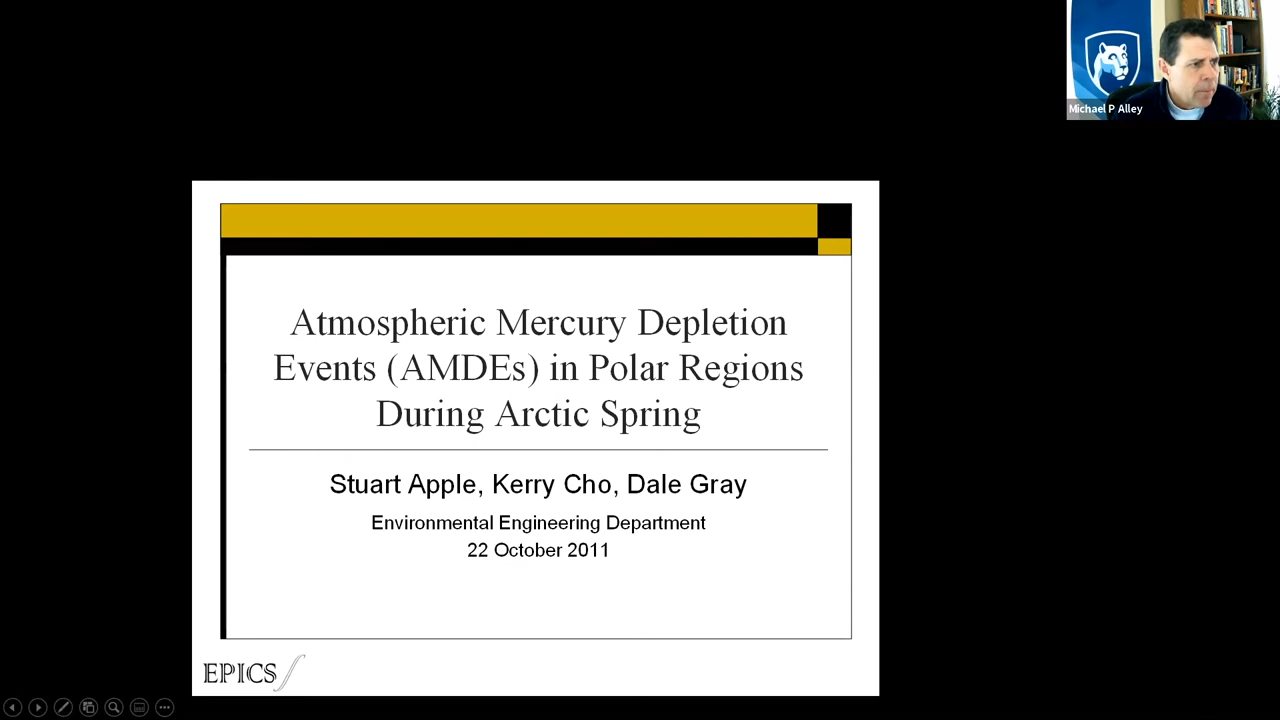 Michael P Alley
Atmospheric Mercury Depletion
Events (AMDEs) in Polar Regions
During Arctic Spring
Stuart Apple, Kerry Cho, Dale Gray
Environmental Engineering Department
22 October 2011
EPICS